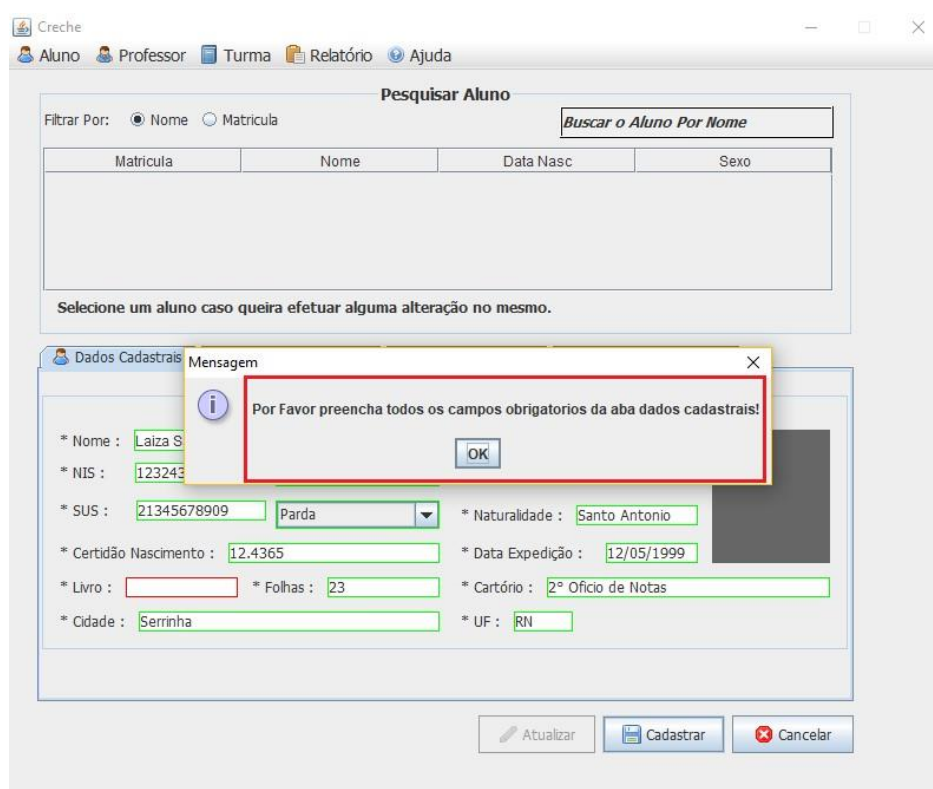 Creche
Aluno Professor Turma Relatório Ajuda
Pesquisar Aluno
Filtrar Por: Nome Matricula Buscar o Aluno Por Nome
Matricula Nome Data Nasc Sexo
Selecione um aluno caso queira efetuar alguma alteração no mesmo.
Dados Cadastrais
Mensagem
Por Favor preencha todos os campos obrigatorios da aba dados cadastrais!
OK
* Nome : Laiza S
* NIS : 123243
* SUS : 21345678909 Parda * Naturalidade : Santo Antonio
* Certidão Nascimento : 12.4365 * Data Expedição : 12/05/1999
* Livro : * Folhas : 23 * Cartório : 2º Oficio de Notas
* Cidade : Serrinha * UF : RN
Atualizar Cadastrar Cancelar